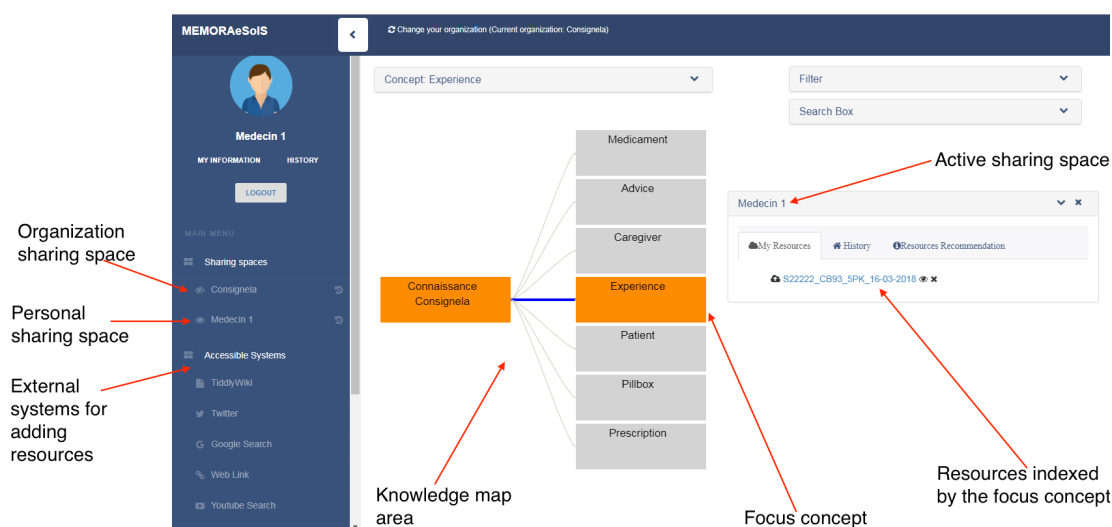 MEMORAeSoIS
Change your organization (Current organization: Consignela)
Medecin 1
MY INFORMATION HISTORY
LOGOUT
MAIN MENU
Sharing spaces
Consignela
Medecin 1
Accessible Systems
TiddlyWiki
Twitter
Google Search
Web Link
Youtube Search
Organization
sharing space
Personal
sharing space
External
systems for
adding
resources
Concept: Experience
Filter
Search Box
Connaissance
Consignela
Medicament
Advice
Caregiver
Experience
Patient
Pillbox
Prescription
Active sharing space
Medecin 1
My Resources History Resources Recommendation
S22222_CB93_5PK_16-03-2018
Knowledge map
area
Focus concept
Resources indexed
by the focus concept